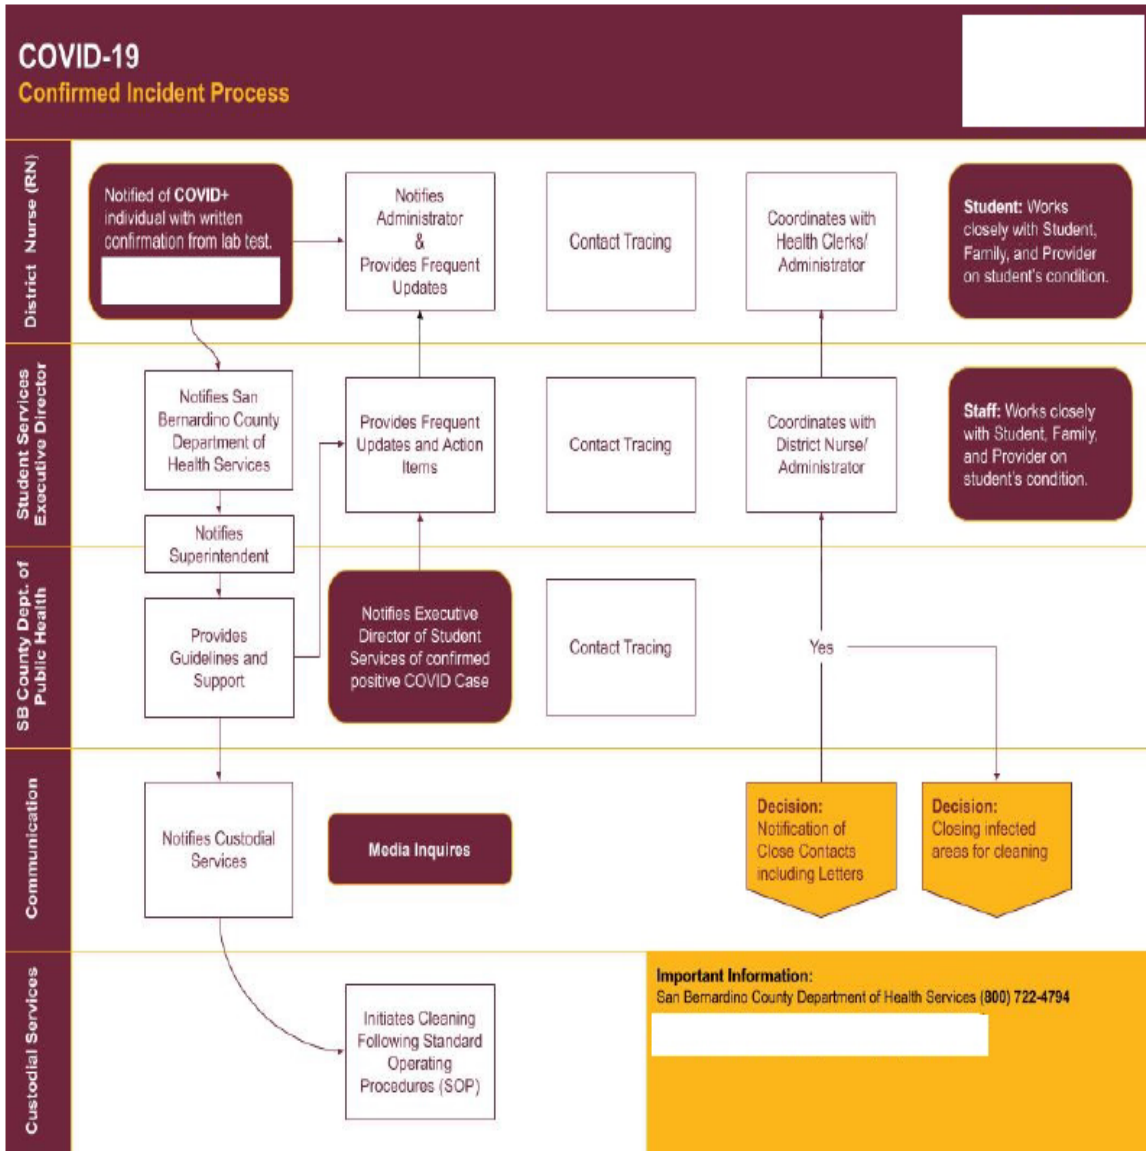 COVID-19
Confirmed Incident Process
District Nurse (RN)
Notified of COVID+
individual with written
confirmation from lab test.
Notifies
Administrator
&
Provides Frequent
Updates
Contact Tracing
Coordinates with
Health Clerks/
Administrator
Student: Works
closely with Student,
Family, and Provider
on student's condition.
Student Services
Executive Director
Notifies San
Bernardino County
Department of
Health Services
Notifies
Superintendent
Provides Frequent
Updates and Action
Items
Contact Tracing
Coordinates with
District Nurse/
Administrator
Staff: Works closely
with Student, Family,
and Provider on
student's condition.
SB County Dept. of
Public Health
Provides
Guidelines and
Support
Notifies Executive
Director of Student
Services of confirmed
positive COVID Case
Contact Tracing
Yes
Communication
Notifies Custodial
Services
Media Inquires
Decision:
Notification of
Close Contacts
including Letters
Decision:
Closing infected
areas for cleaning
Custodial Services
Initiates Cleaning
Following Standard
Operating
Procedures (SOP)
Important Information:
San Bernardino County Department of Health Services (800) 722-4794